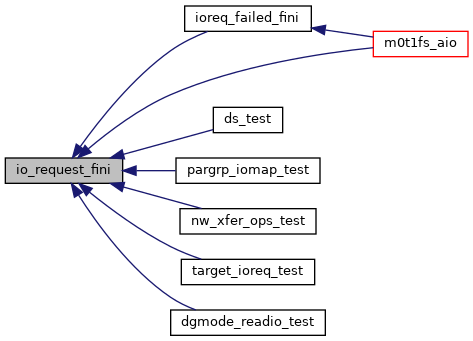 ioreq_failed_fini
m0t1fs_aio
ds_test
io_request_fini
pargrp_iomap_test
nw_xfer_ops_test
target_ioreq_test
dgmode_readio_test